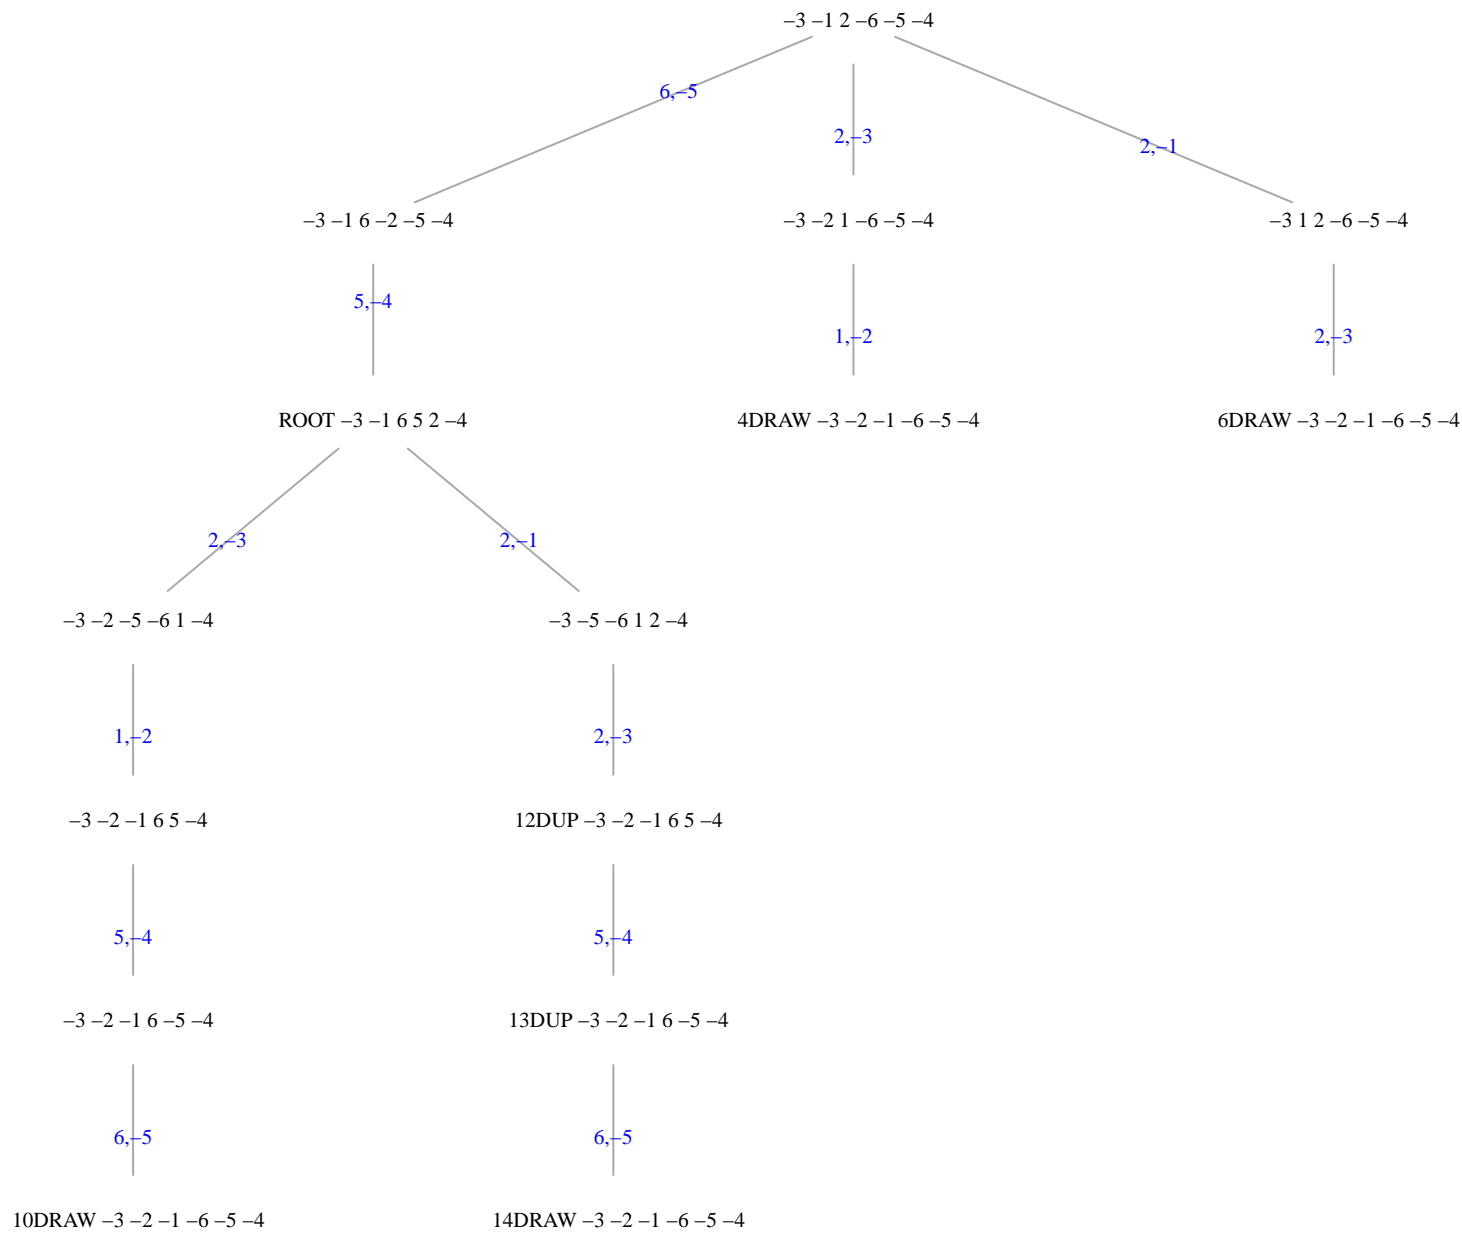 –3 –1 2 –6 –5 –4
6,–5
2,–3
2,–1
–3 –1 6 –2 –5 –4
–3 –2 1 –6 –5 –4
–3 1 2 –6 –5 –4
5,–4
1,–2
2,–3
ROOT –3 –1 6 5 2 –4
4DRAW –3 –2 –1 –6 –5 –4
6DRAW –3 –2 –1 –6 –5 –4
2,–3
2,–1
–3 –2 –5 –6 1 –4
–3 –5 –6 1 2 –4
1,–2
2,–3
–3 –2 –1 6 5 –4
12DUP –3 –2 –1 6 5 –4
5,–4
5,–4
–3 –2 –1 6 –5 –4
13DUP –3 –2 –1 6 –5 –4
6,–5
6,–5
10DRAW –3 –2 –1 –6 –5 –4
14DRAW –3 –2 –1 –6 –5 –4